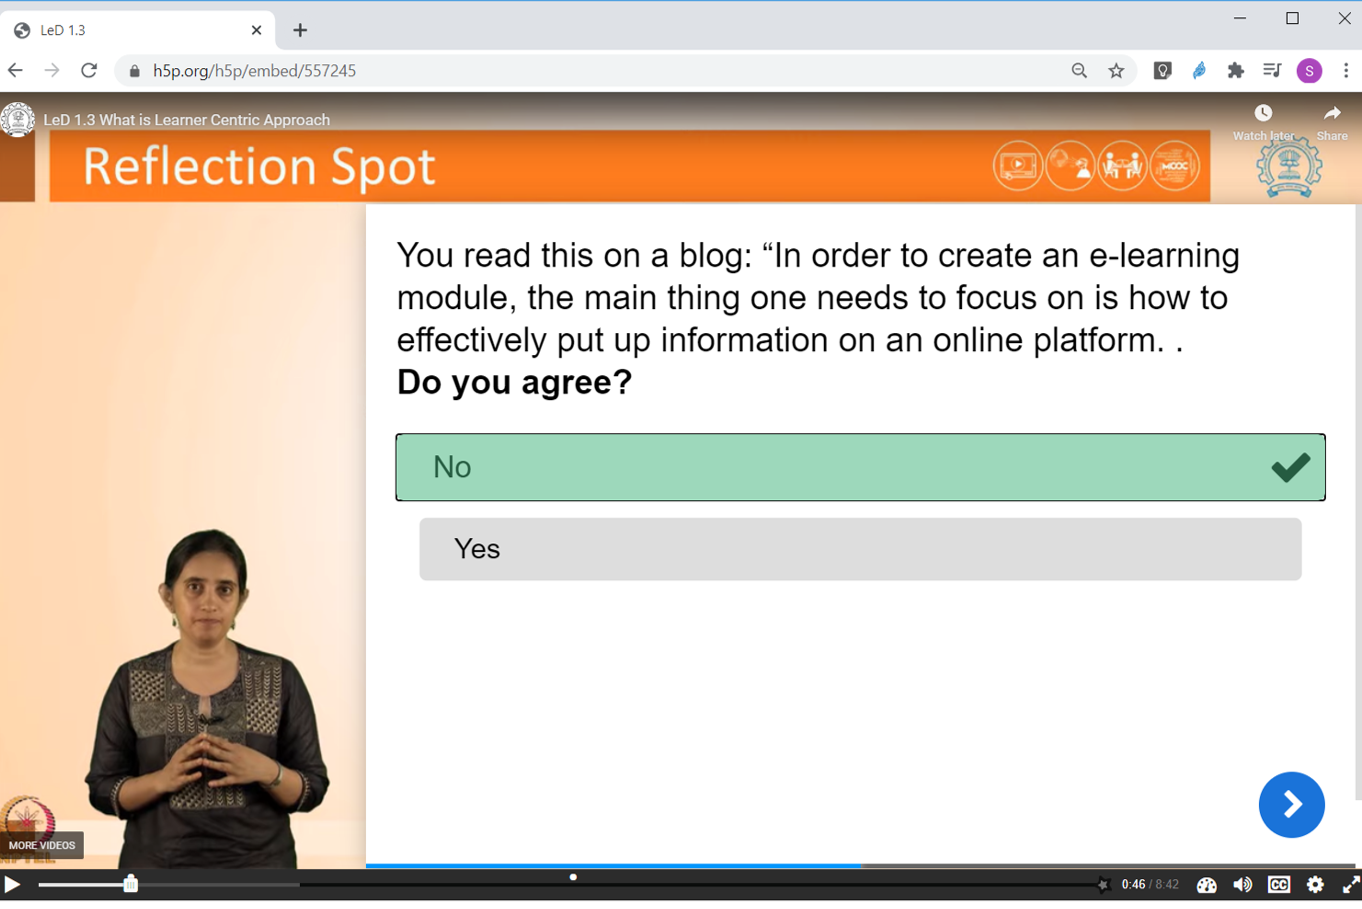 LeD 1.3
h5p.org/h5p/embed/557245
S
LeD 1.3 What is Learner Centric Approach
Watch later
Share
Reflection Spot
MOOC
You read this on a blog: “In order to create an e-learning
module, the main thing one needs to focus on is how to
effectively put up information on an online platform. .
Do you agree?
No
Yes
MORE VIDEOS
NPTEL
0:46 / 8:42
CC